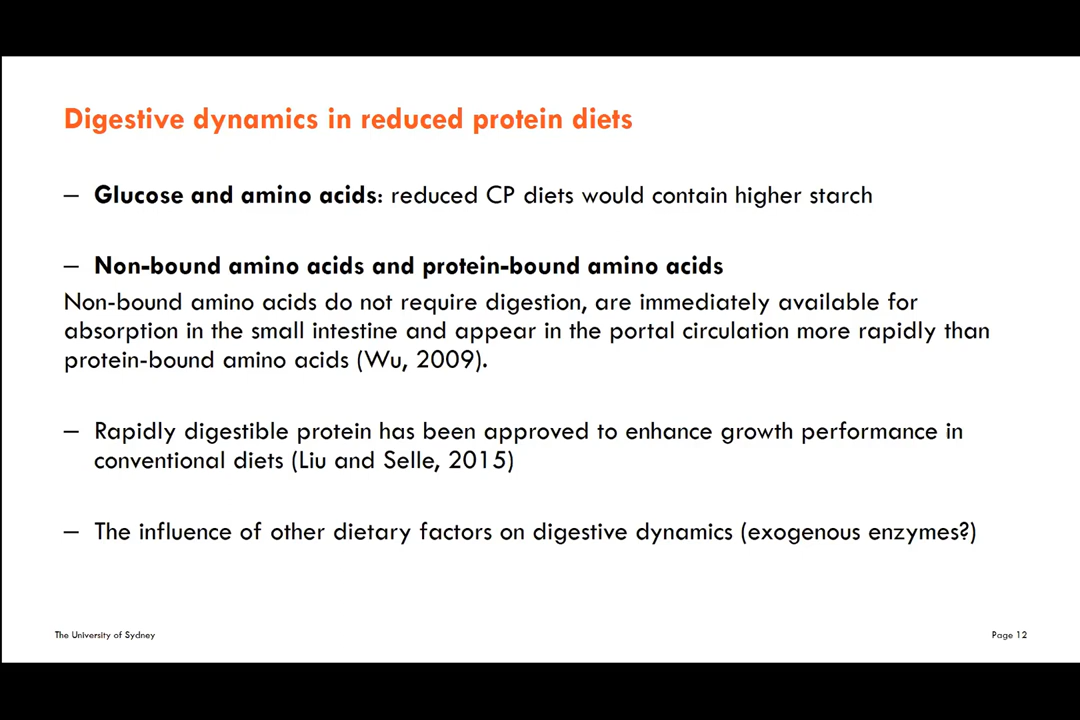 Digestive dynamics in reduced protein diets
– Glucose and amino acids: reduced CP diets would contain higher starch
– Non-bound amino acids and protein-bound amino acids
Non-bound amino acids do not require digestion, are immediately available for
absorption in the small intestine and appear in the portal circulation more rapidly than
protein-bound amino acids (Wu, 2009).
– Rapidly digestible protein has been approved to enhance growth performance in
conventional diets (Liu and Selle, 2015)
– The influence of other dietary factors on digestive dynamics (exogenous enzymes?)
The University of Sydney
Page 12